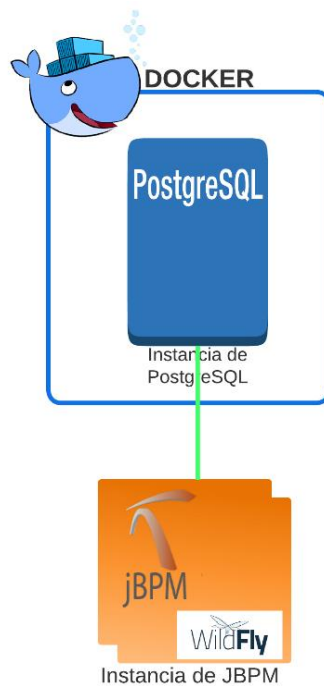 DOCKER
PostgreSQL
Instancia de
PostgreSQL
jBPM
WildFly
Instancia de JBPM